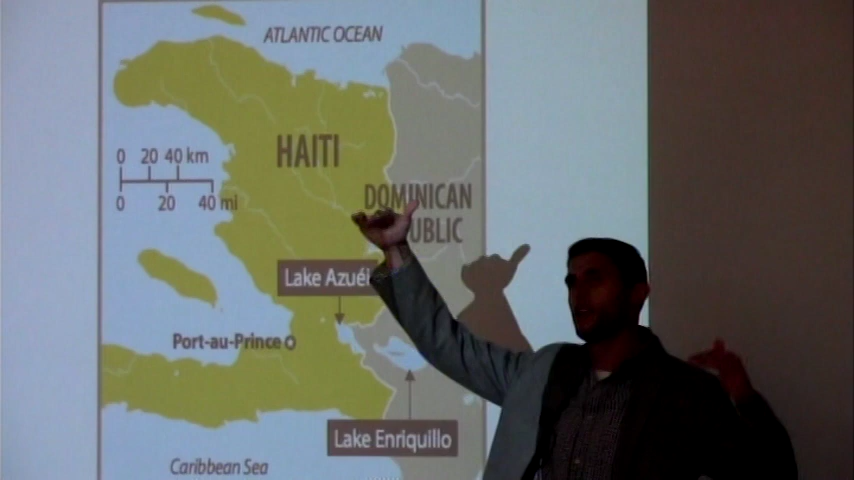 ATLANTIC OCEAN
HAITI
0 20 40 km
0 20 40 mi
DOMINICAN
UBLIC
Lake Azuéi
Port-au-Prince
Lake Enriquillo
Caribbean Sea